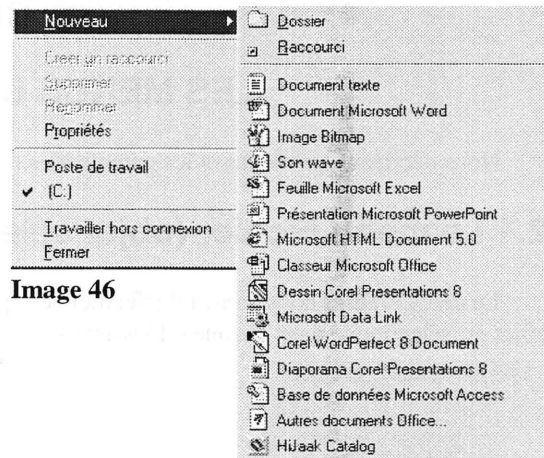 Nouveau
Créer un raccourci
Supprimer
Renommer
Propriétés
Poste de travail
(C:)
Travailler hors connexion
Fermer
Image 46
Dossier
Raccourci
Document texte
Document Microsoft Word
Image Bitmap
Son wave
Feuille Microsoft Excel
Présentation Microsoft PowerPoint
Microsoft HTML Document 5.0
Classeur Microsoft Office
Dessin Corel Presentations 8
Microsoft Data Link
Corel WordPerfect 8 Document
Diaporama Corel Presentations 8
Base de données Microsoft Access
Autres documents Office...
HiJaak Catalog